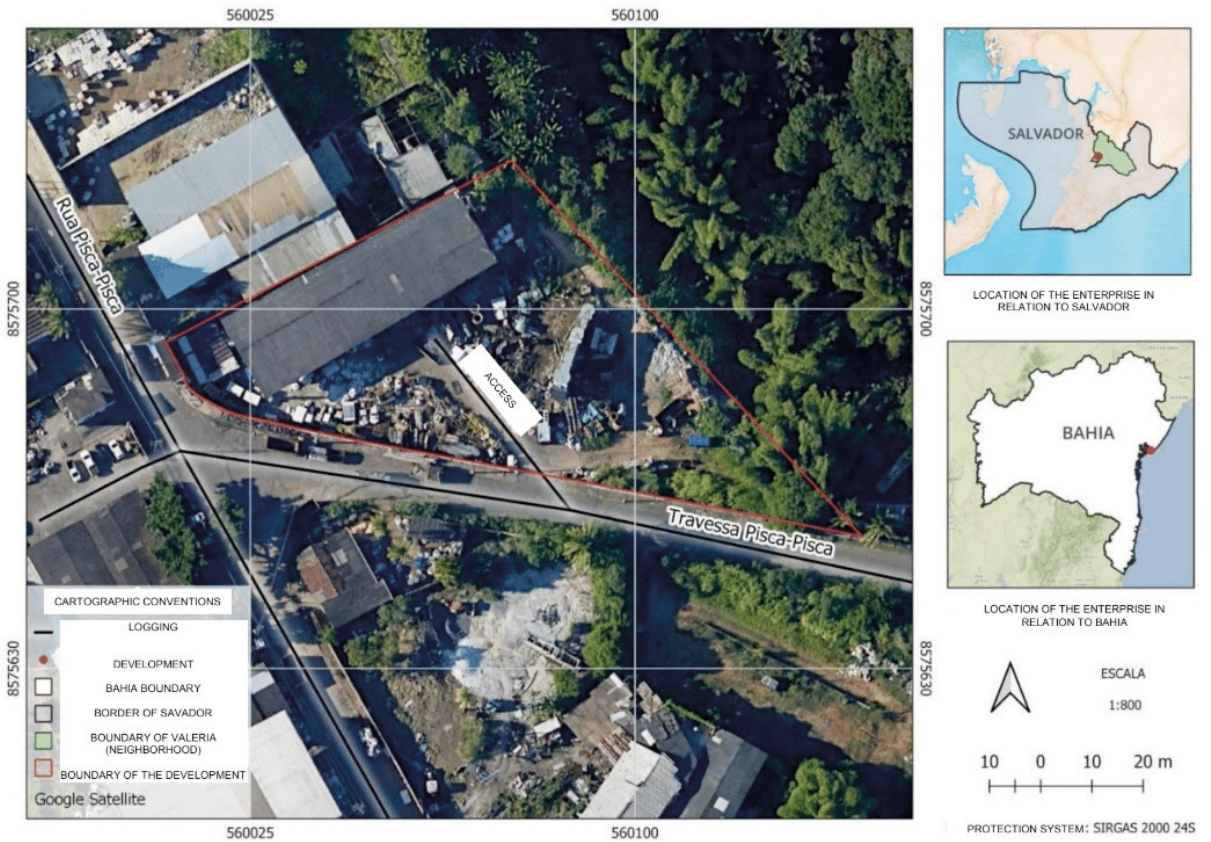 560025
560100
Rua Pisca-Pisca
8575700
8575700
ACCESS
Travessa Pisca-Pisca
8575630
8575630
CARTOGRAPHIC CONVENTIONS
LOGGING
DEVELOPMENT
BAHIA BOUNDARY
BORDER OF SAVADOR
BOUNDARY OF VALERIA
(NEIGHBORHOOD)
BOUNDARY OF THE DEVELOPMENT
Google Satellite
560025
560100
SALVADOR
LOCATION OF THE ENTERPRISE IN
RELATION TO SALVADOR
BAHIA
LOCATION OF THE ENTERPRISE IN
RELATION TO BAHIA
ESCALA
1:800
10 0 10 20 m
PROTECTION SYSTEM: SIRGAS 2000 24S